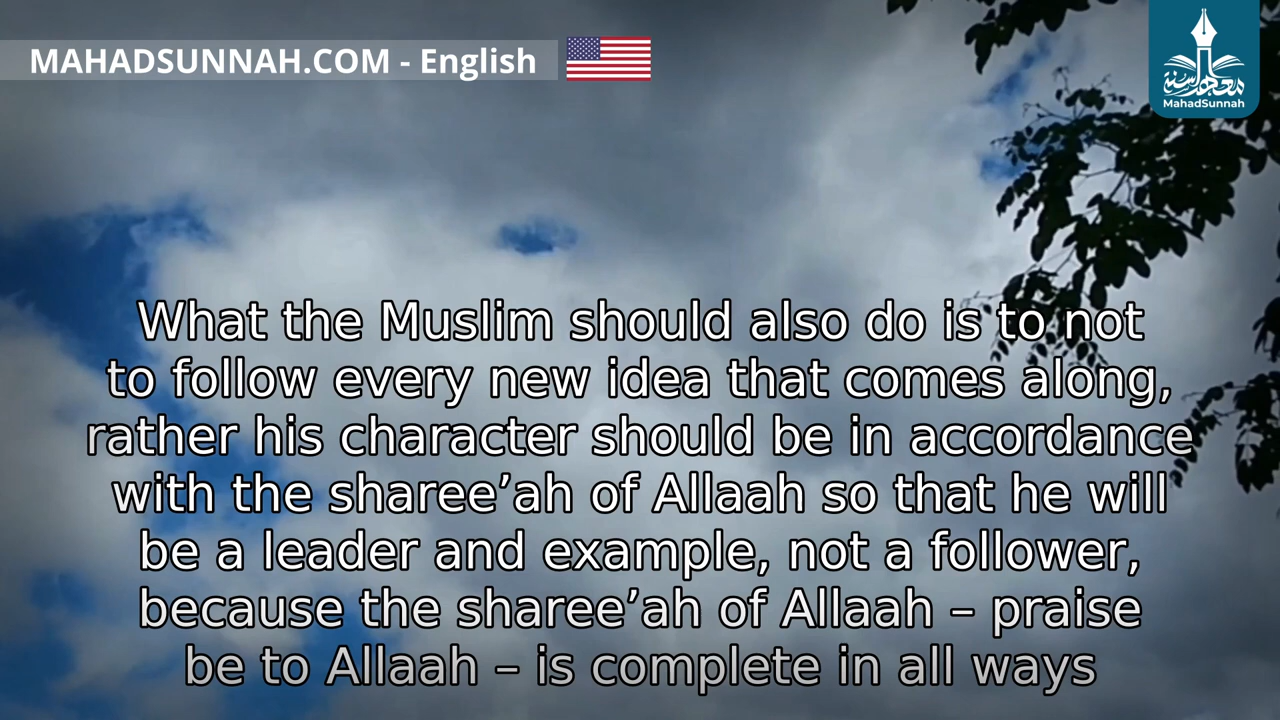 MAHADSUNNAH.COM - English
معهد السنة
MahadSunnah
What the Muslim should also do is to not
to follow every new idea that comes along,
rather his character should be in accordance
with the sharee’ah of Allaah so that he will
be a leader and example, not a follower,
because the sharee’ah of Allaah – praise
be to Allaah – is complete in all ways